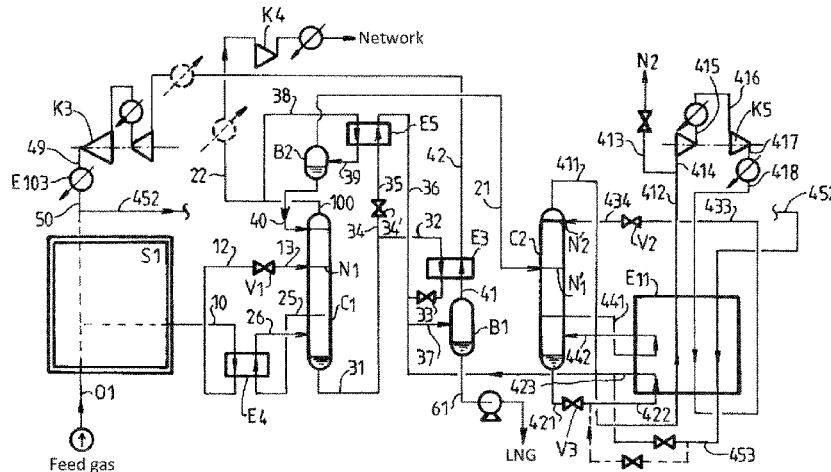 K4
Network
22
38
K3
49
E103
50
452
S1
O1
Feed gas
10
12
V1
13
25
26
E4
B2
39
40
100
N1
C1
31
E5
35
36
34
34'
32
E3
33
37
41
42
B1
61
LNG
21
N2
413
411
412
414
415
416
K5
417
418
434
433
V2
C2
N'2
N'1
E11
441
442
423
421
422
V3
453
452